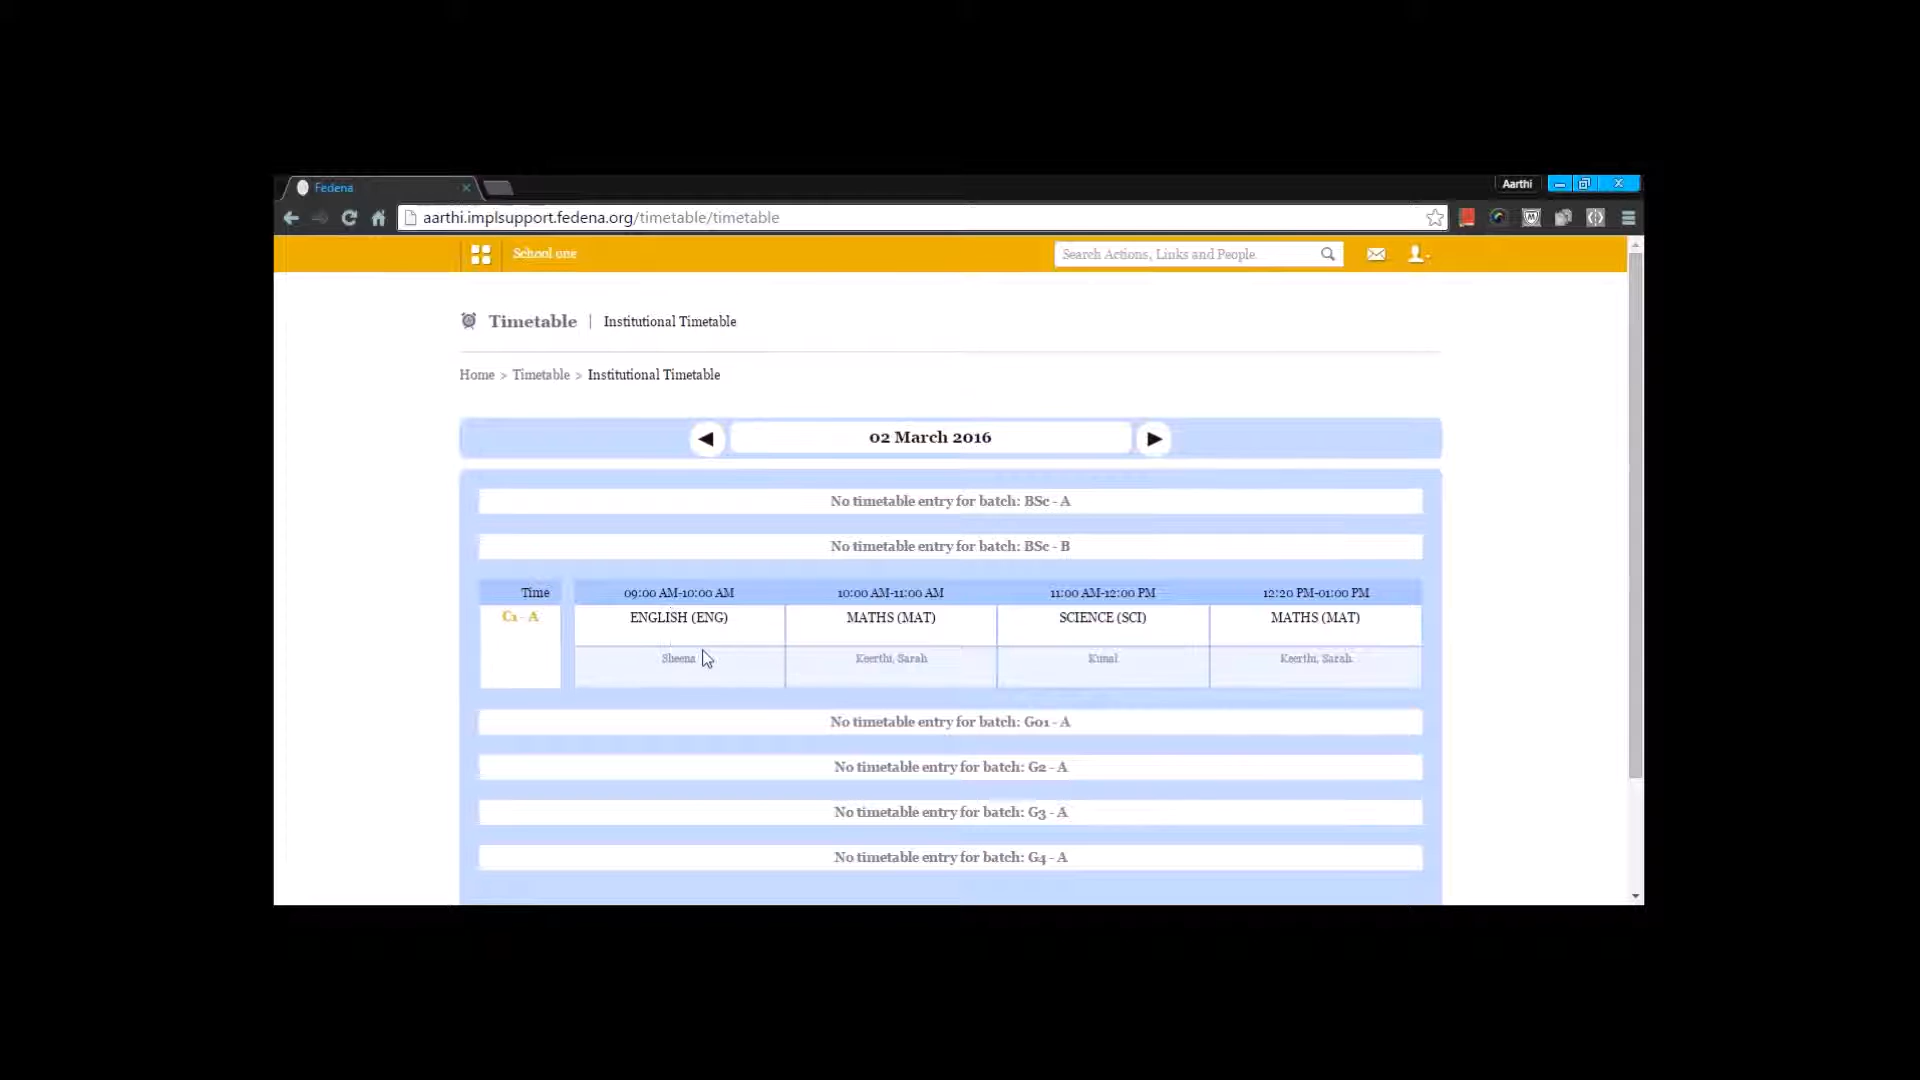 Fedena
Aarthi
aarthi.implsupport.fedena.org/timetable/timetable
School one
Search Actions, Links and People.
Timetable | Institutional Timetable
Home > Timetable > Institutional Timetable
02 March 2016
No timetable entry for batch: BSc - A
No timetable entry for batch: BSc - B
Time 09:00 AM-10:00 AM 10:00 AM-11:00 AM 11:00 AM-12:00 PM 12:20 PM-01:00 PM
C1 - A ENGLISH (ENG) MATHS (MAT) SCIENCE (SCI) MATHS (MAT)
Sheena Keerthi, Sarah Kunal Keerthi, Sarah
No timetable entry for batch: G01 - A
No timetable entry for batch: G2 - A
No timetable entry for batch: G3 - A
No timetable entry for batch: G4 - A